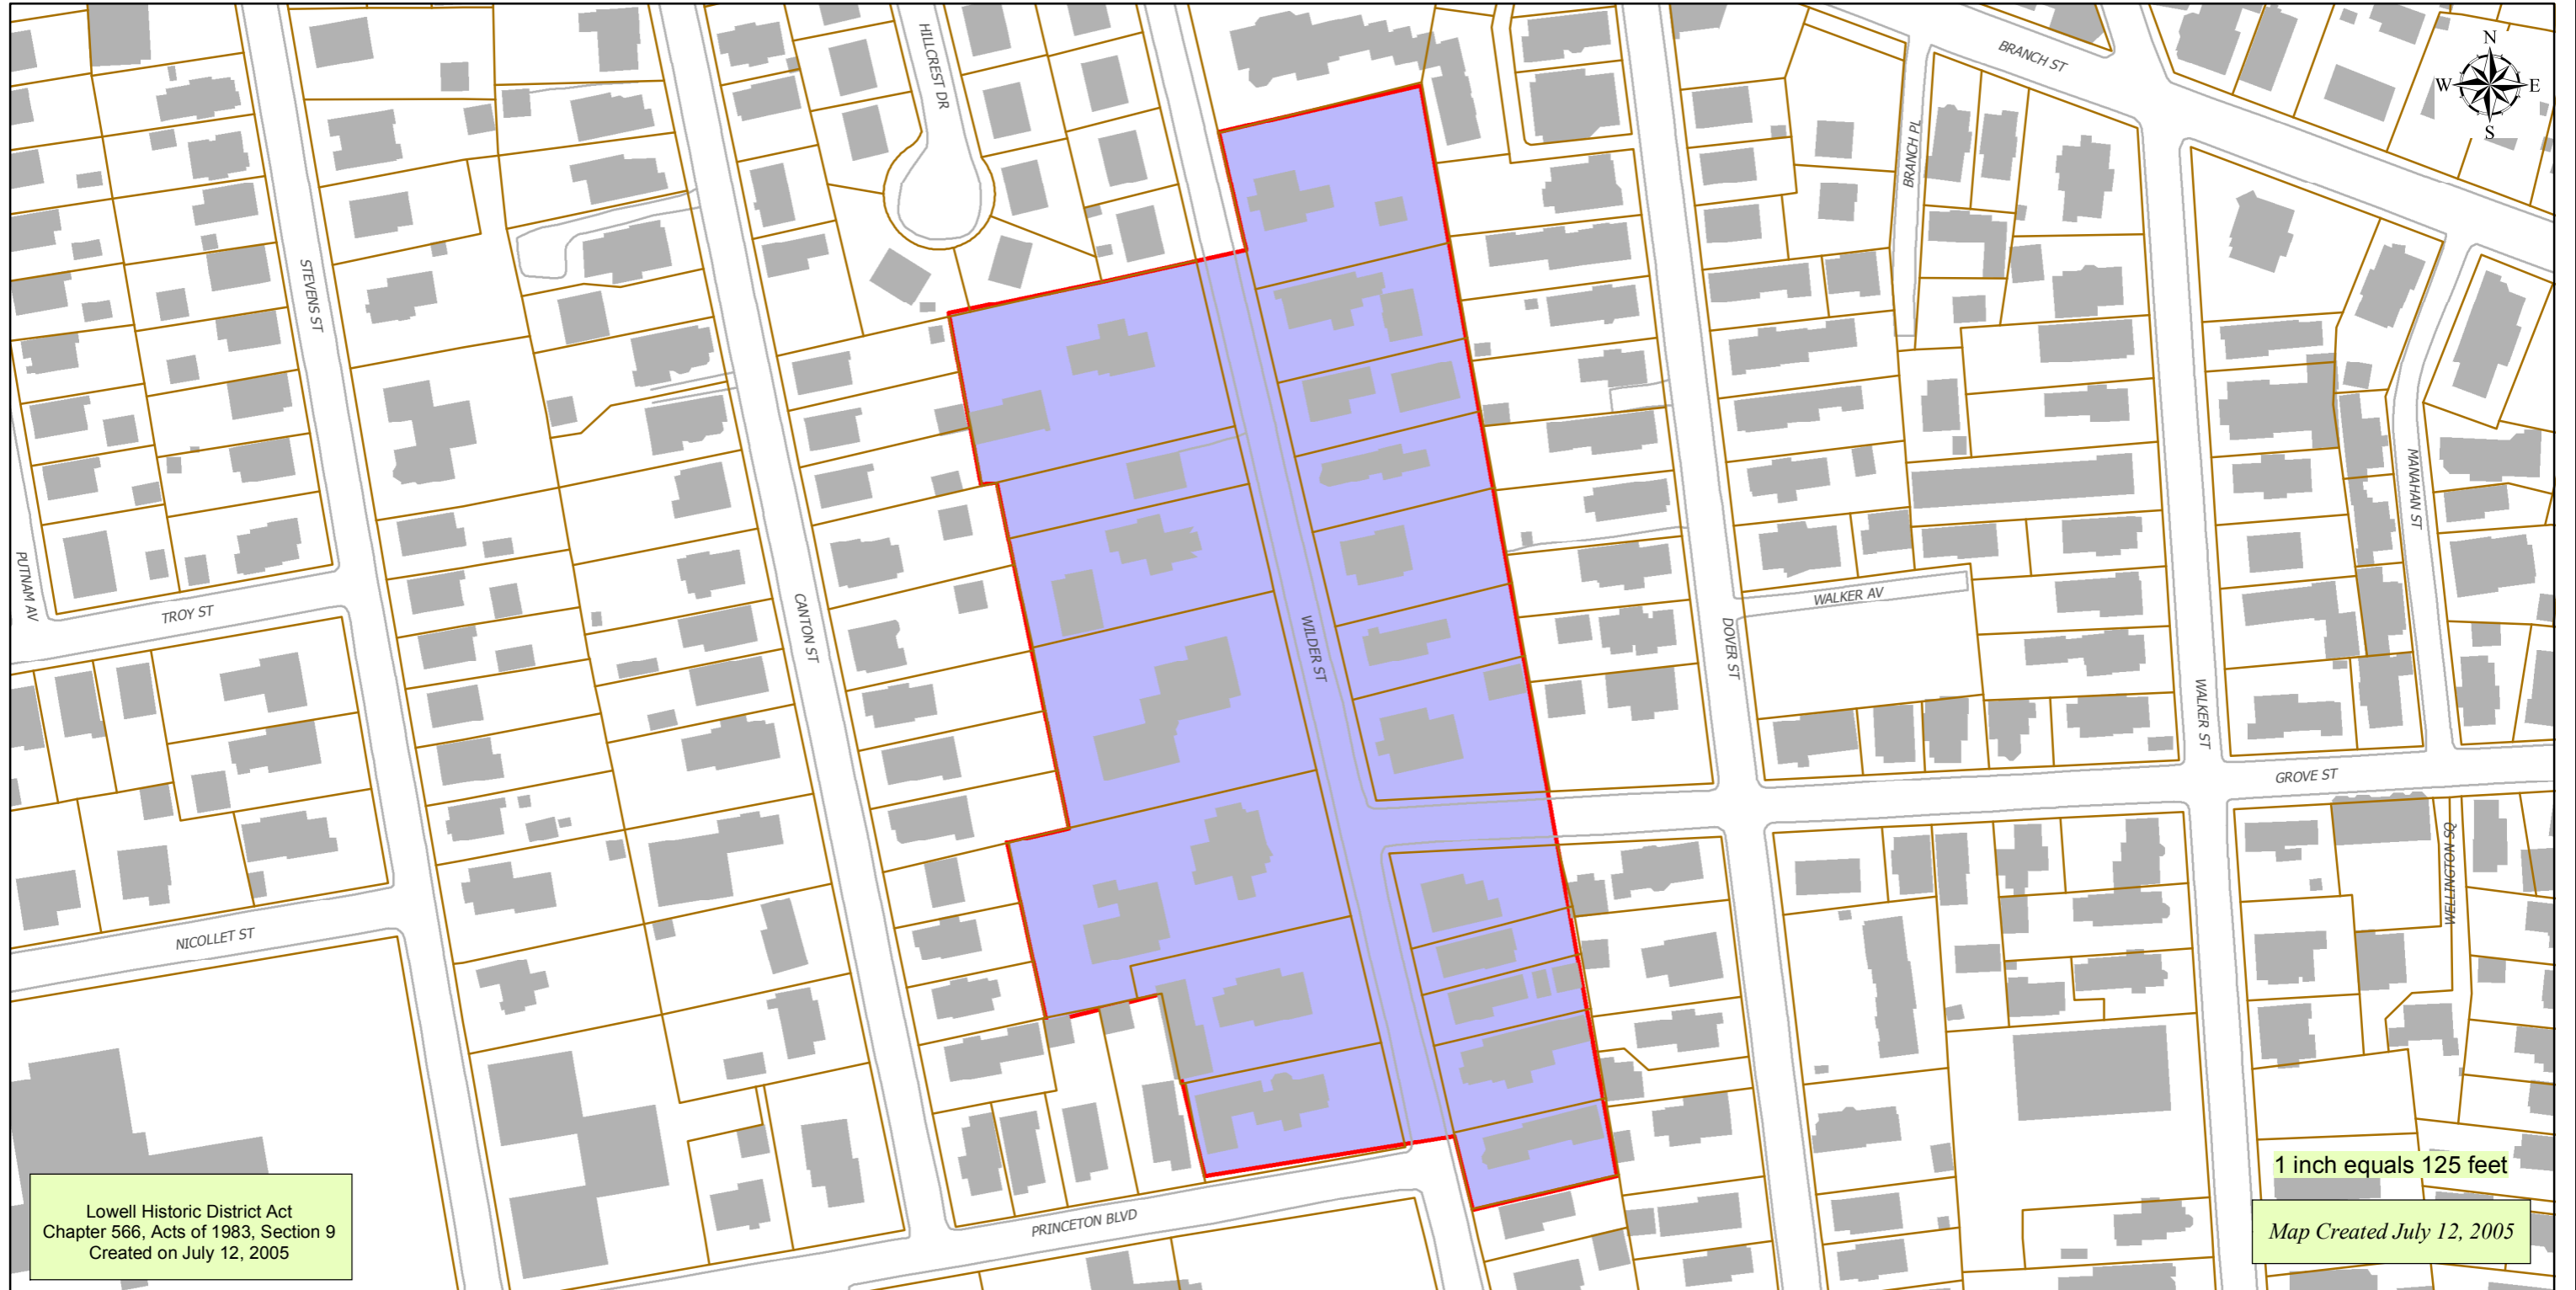 HILLCREST DR
BRANCH ST
N
W
E
S
BRANCH PL
STEVENS ST
MANAHAN ST
PUTNAM AV
TROY ST
CANTON ST
WILDER ST
DOVER ST
WALKER AV
WALKER ST
GROVE ST
WELLINGTON SQ
NICOLLET ST
PRINCETON BLVD
1 inch equals 125 feet
Lowell Historic District Act
Chapter 566, Acts of 1983, Section 9
Created on July 12, 2005
Map Created July 12, 2005